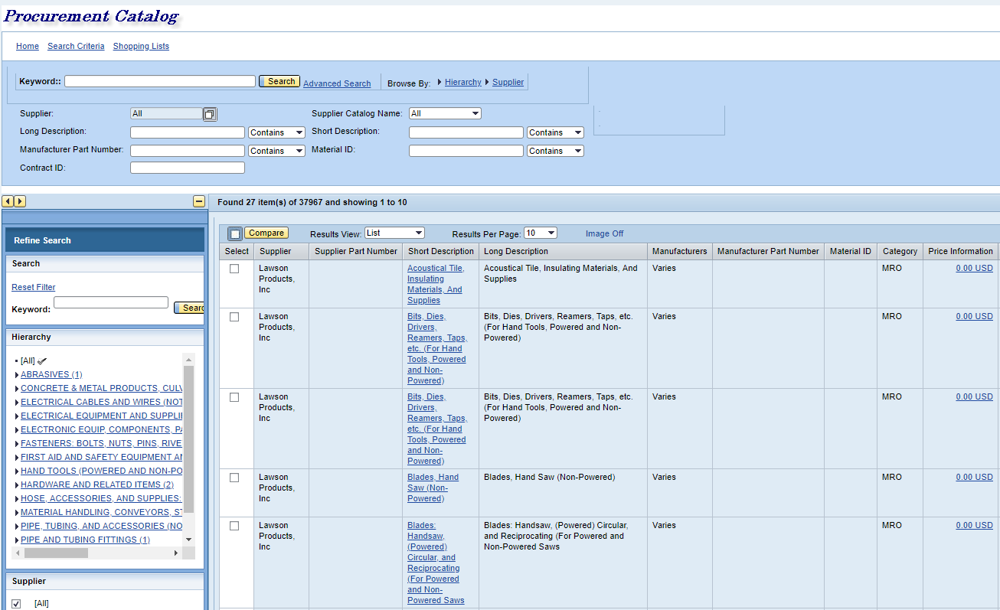 Procurement Catalog
Home Search Criteria Shopping Lists
Keyword:: Search Advanced Search Browse By: Hierarchy Supplier
Supplier: All Supplier Catalog Name: All
Long Description: Contains Short Description: Contains
Manufacturer Part Number: Contains Material ID: Contains
Contract ID:
Found 27 item(s) of 37967 and showing 1 to 10
Refine Search
Search
Reset Filter
Keyword: Searc
Hierarchy
[All]
ABRASIVES (1)
CONCRETE & METAL PRODUCTS, CULV
ELECTRICAL CABLES AND WIRES (NOT
ELECTRICAL EQUIPMENT AND SUPPLIE
ELECTRONIC EQUIP, COMPONENTS, PA
FASTENERS: BOLTS, NUTS, PINS, RIVE
FIRST AID AND SAFETY EQUIPMENT AN
HAND TOOLS (POWERED AND NON-PO
HARDWARE AND RELATED ITEMS (2)
HOSE, ACCESSORIES, AND SUPPLIES:
MATERIAL HANDLING, CONVEYORS, ST
PIPE, TUBING, AND ACCESSORIES (NO
PIPE AND TUBING FITTINGS (1)
Supplier
[All]
Compare Results View: List Results Per Page: 10 Image Off
Select Supplier Supplier Part Number Short Description Long Description Manufacturers Manufacturer Part Number Material ID Category Price Information
Lawson Acoustical Tile, Acoustical Tile, Insulating Materials, And Varies MRO 0.00 USD
Products, Insulating Supplies
Inc Materials, And
Supplies
Lawson Bits, Dies, Bits, Dies, Drivers, Reamers, Taps, etc. Varies MRO 0.00 USD
Products, Drivers, (For Hand Tools, Powered and Non-
Inc Reamers, Taps, Powered)
etc. (For Hand
Tools, Powered
and Non-
Powered)
Lawson Bits, Dies, Bits, Dies, Drivers, Reamers, Taps, etc. Varies MRO 0.00 USD
Products, Drivers, (For Hand Tools, Powered and Non-
Inc Reamers, Taps, Powered)
etc. (For Hand
Tools, Powered
and Non-
Powered)
Lawson Blades, Hand Blades, Hand Saw (Non-Powered) Varies MRO 0.00 USD
Products, Saw (Non-
Inc Powered)
Lawson Blades: Blades: Handsaw, (Powered) Circular, Varies MRO 0.00 USD
Products, Handsaw, and Reciprocating (For Powered and
Inc (Powered) Non-Powered Saws
Circular, and
Reciprocating
(For Powered
and Non-
Powered Saws